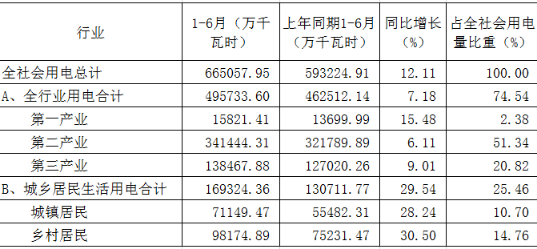 行业 1-6月（万千瓦时） 上年同期1-6月（万千瓦时） 同比增长（%） 占全社会用电量比重（%）
全社会用电总计 665057.95 593224.91 12.11 100.00
A、全行业用电合计 495733.60 462512.14 7.18 74.54
第一产业 15821.41 13699.99 15.48 2.38
第二产业 341444.31 321789.89 6.11 51.34
第三产业 138467.88 127020.26 9.01 20.82
B、城乡居民生活用电合计 169324.36 130711.77 29.54 25.46
城镇居民 71149.47 55482.31 28.24 10.70
乡村居民 98174.89 75231.47 30.50 14.76